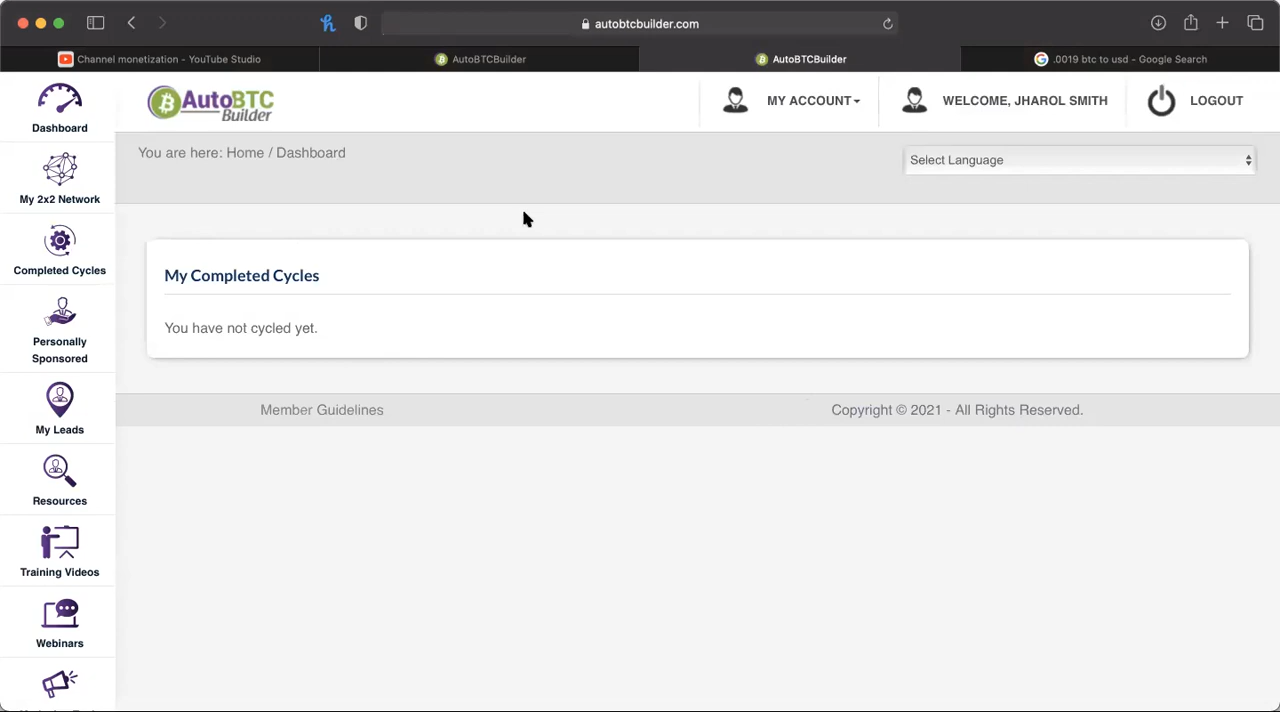 autobtcbuilder.com
Channel monetization - YouTube Studio
AutoBTCBuilder
AutoBTCBuilder
.0019 btc to usd - Google Search
Dashboard
My 2x2 Network
Completed Cycles
Personally
Sponsored
My Leads
Resources
Training Videos
Webinars
AutoBTC
Builder
MY ACCOUNT
WELCOME, JHAROL SMITH
LOGOUT
You are here: Home / Dashboard
Select Language
My Completed Cycles
You have not cycled yet.
Member Guidelines
Copyright © 2021 - All Rights Reserved.